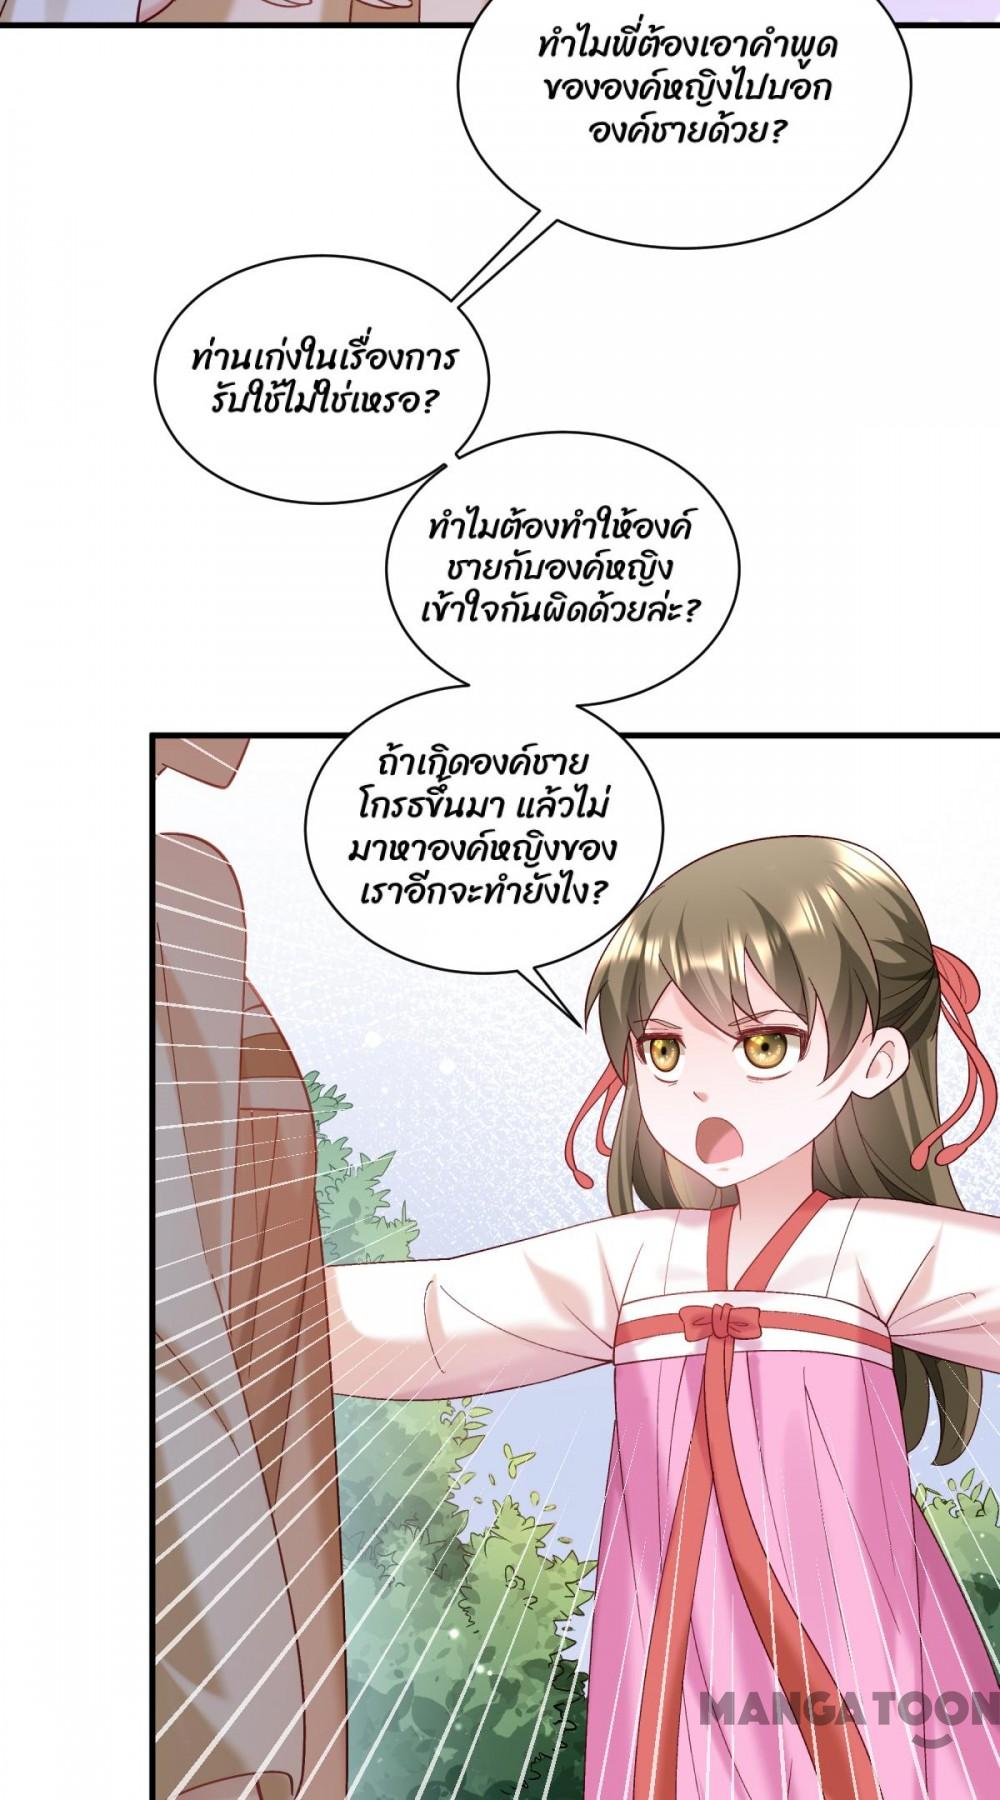 ทำไมพี่ต้องเอาคำพูด
ขององค์หญิงไปบอก
องค์ชายด้วย?
ท่านเก่งในเรื่องการ
รับใช้ไม่ใช่เหรอ?
ทำไมต้องทำให้องค์
ชายกับองค์หญิง
เข้าใจกันผิดด้วยล่ะ?
ถ้าเกิดองค์ชาย
โกรธขึ้นมา แล้วไม่
มาหาองค์หญิงของ
เราอีกจะทำยังไง?
MANGATOON